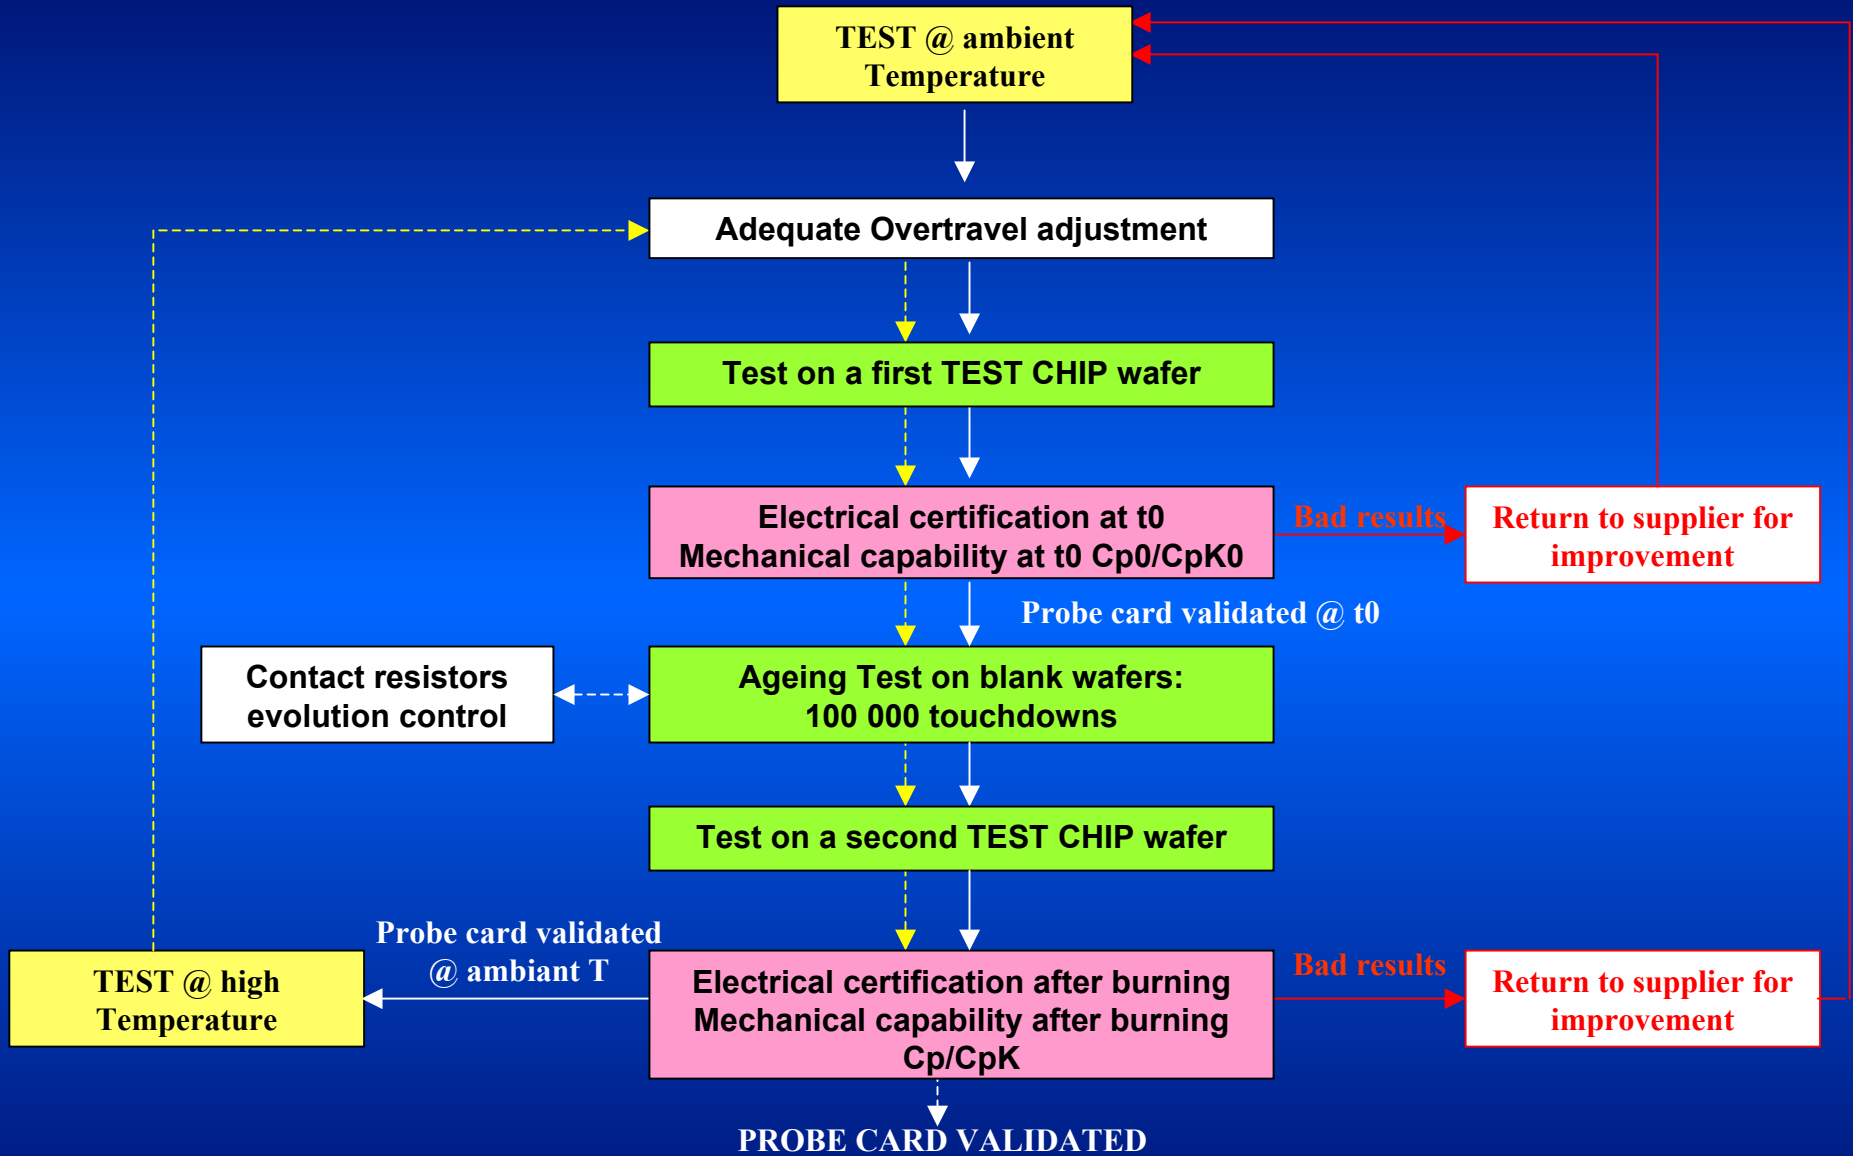 TEST @ ambient
Temperature
Adequate Overtravel adjustment
Test on a first TEST CHIP wafer
Electrical certification at t0
Mechanical capability at t0 Cp0/CpK0
Bad results
Return to supplier for
improvement
Probe card validated @ t0
Contact resistors
evolution control
Ageing Test on blank wafers:
100 000 touchdowns
Test on a second TEST CHIP wafer
Probe card validated
@ ambiant T
TEST @ high
Temperature
Electrical certification after burning
Mechanical capability after burning
Cp/CpK
Bad results
Return to supplier for
improvement
PROBE CARD VALIDATED